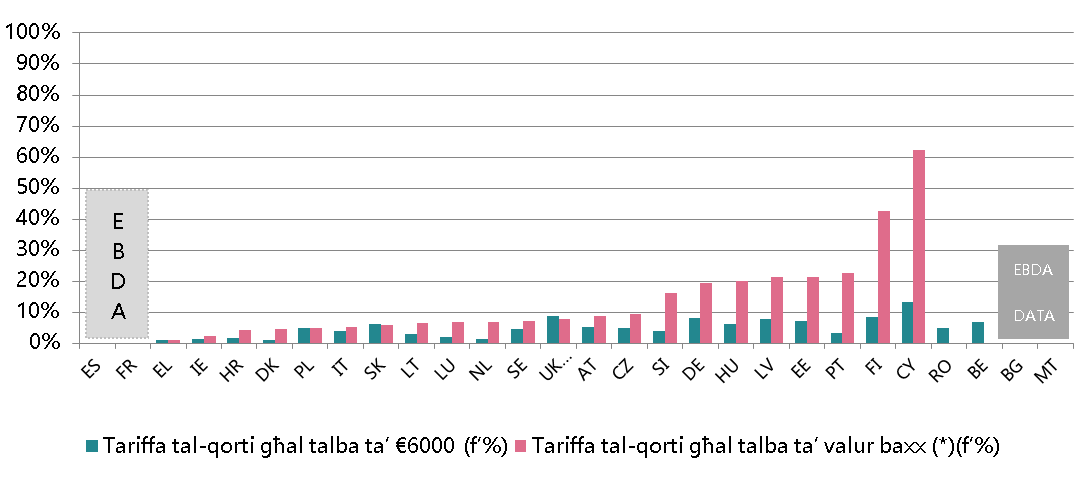 100%
90%
80%
70%
60%
50%
40%
30%
20%
10%
0%
E
B
D
A
EBDA
DATA
ES FR EL IE HR DK PL IT SK LT LU NL SE UK... AT CZ SI DE HU LV EE PT FI CY RO BE BG MT
Tariffa tal-qorti għal talba ta’ €6000 (f’%) Tariffa tal-qorti għal talba ta’ valur baxx (*)(f’%)